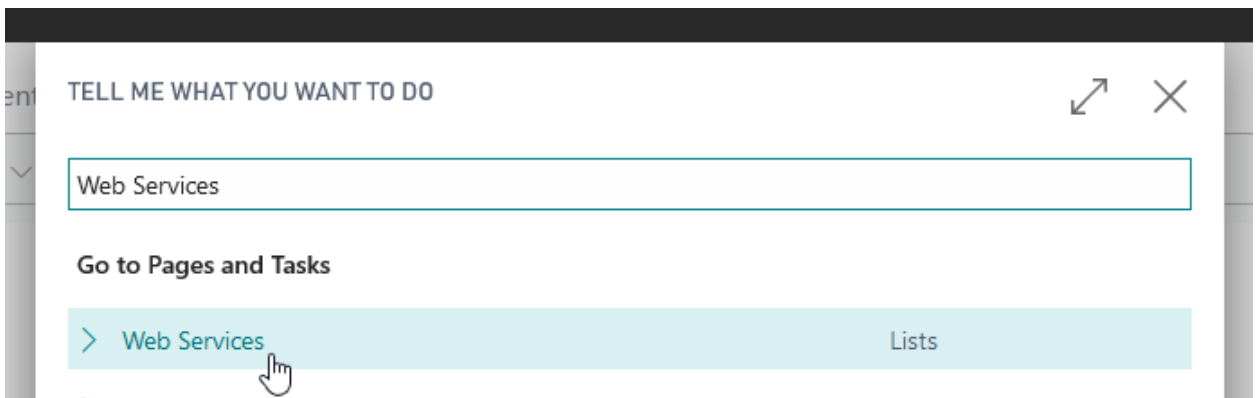 TELL ME WHAT YOU WANT TO DO
Web Services
Go to Pages and Tasks
Web Services Lists